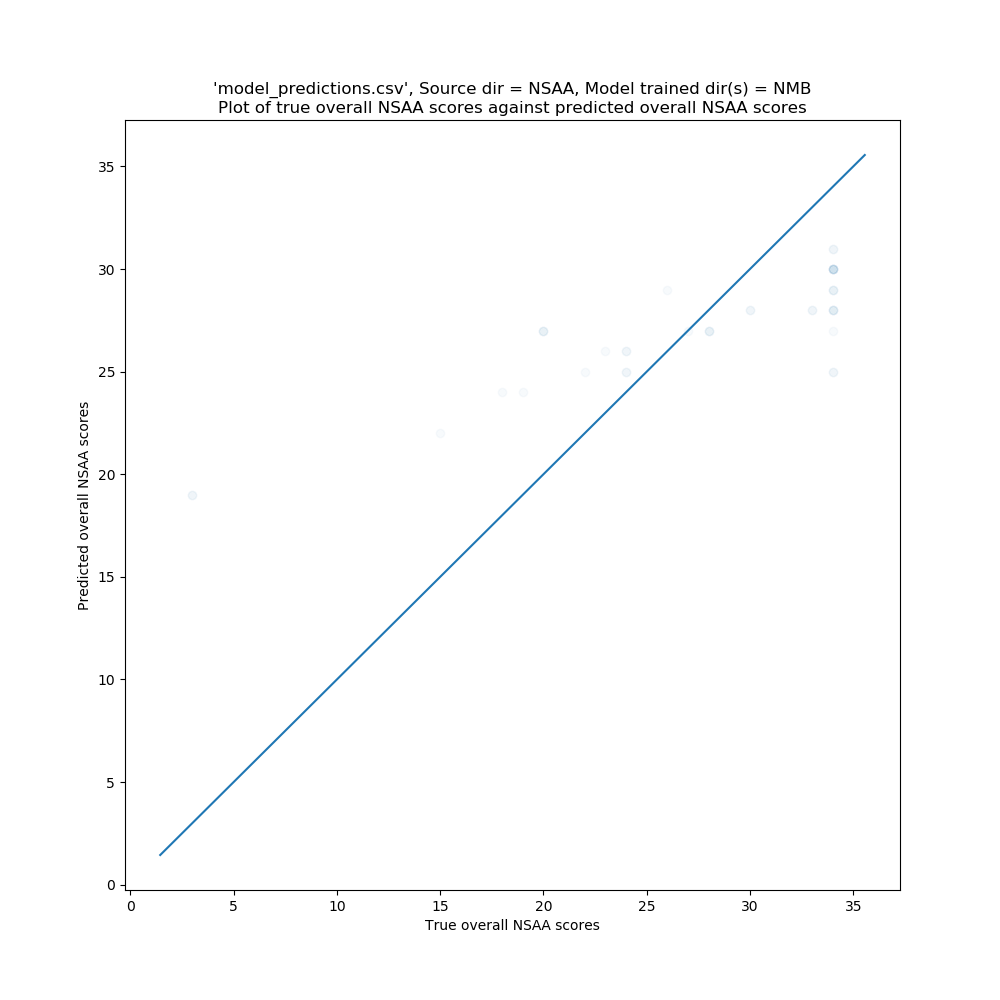 'model_predictions.csv', Source dir = NSAA, Model trained dir(s) = NMB
Plot of true overall NSAA scores against predicted overall NSAA scores
35
30
25
20
15
10
5
0
Predicted overall NSAA scores
0 5 10 15 20 25 30 35
True overall NSAA scores